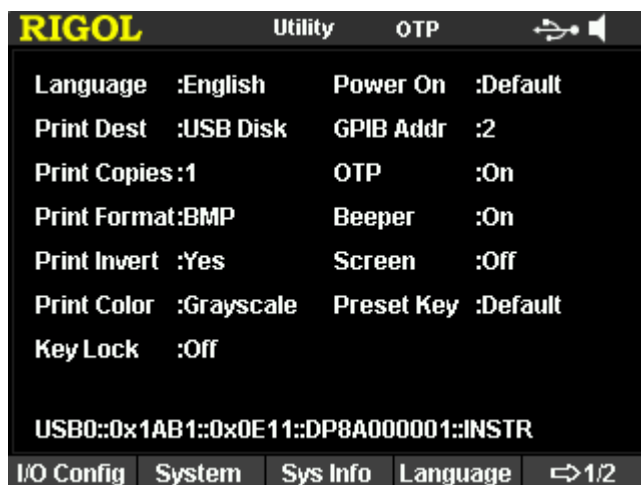 RIGOL Utility OTP
Language :English Power On :Default
Print Dest :USB Disk GPIB Addr :2
Print Copies:1 OTP :On
Print Format:BMP Beeper :On
Print Invert :Yes Screen :Off
Print Color :Grayscale Preset Key :Default
Key Lock :Off
USB0::0x1AB1::0x0E11::DP8A000001::INSTR
I/O Config System Sys Info Language ⇨1/2